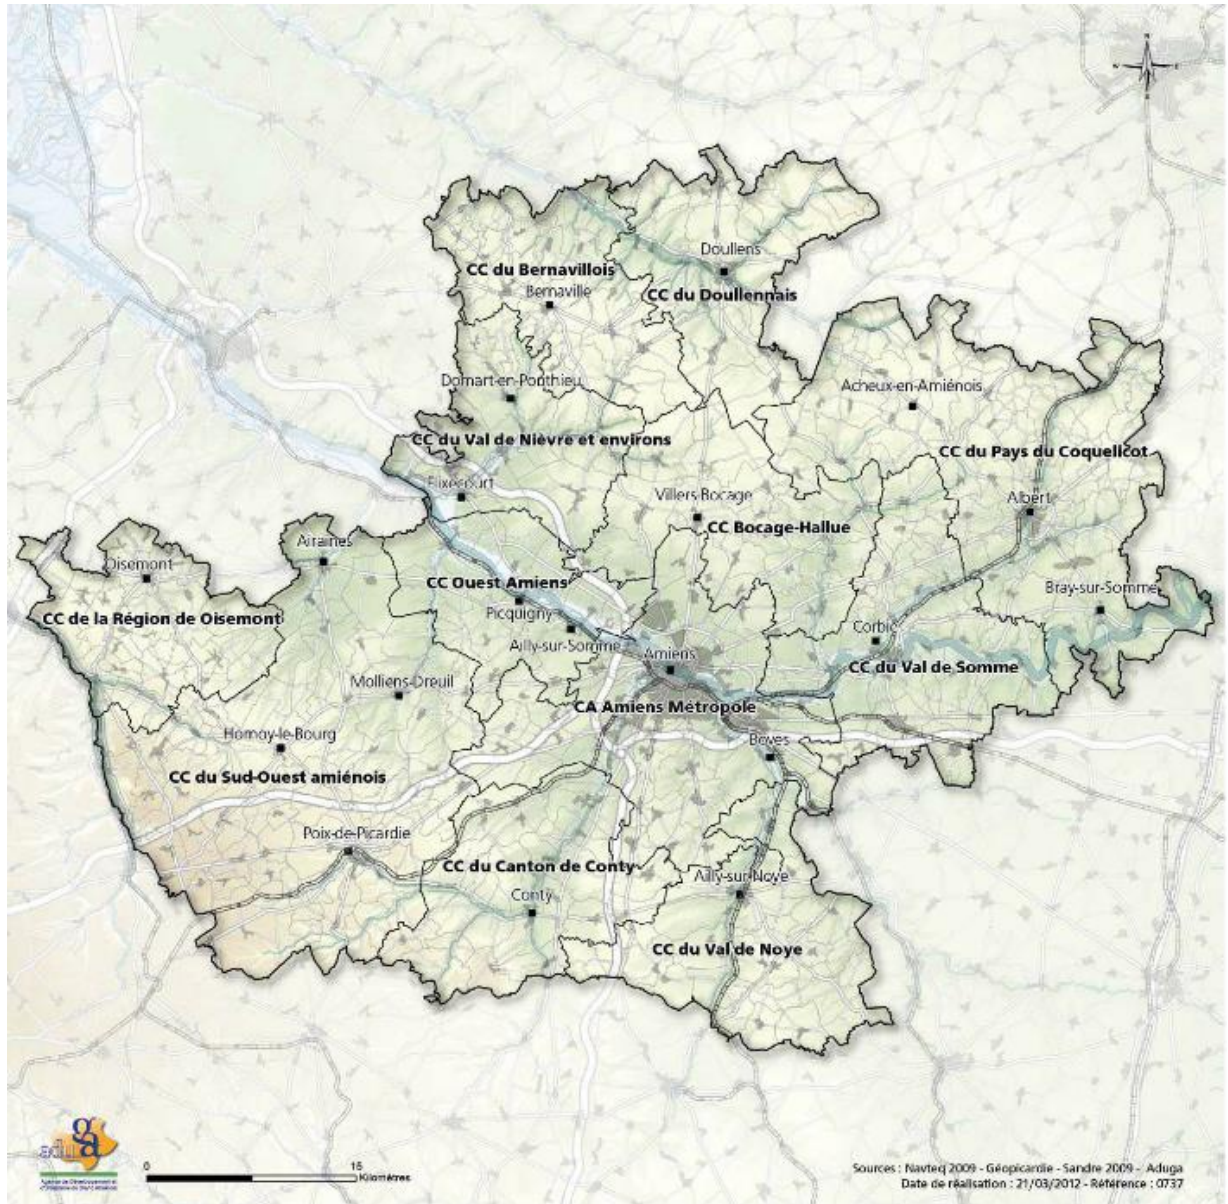 N
W E
S
Doullens
CC du Bernavillois
Bernaville
CC du Doullennais
Domart-en-Ponthieu
Acheux-en-Amiénois
CC du Val de Nièvre et environs
CC du Pays du Coquelicot
Flixecourt
Villers-Bocage
Albert
CC Bocage-Hallue
Airaines
Oisemont
CC Ouest Amiens
Bray-sur-Somme
Picquigny
CC de la Région de Oisemont
Corbie
Ailly-sur-Somme
Amiens
CC du Val de Somme
Molliens-Dreuil
CA Amiens Métropole
Hornoy-le-Bourg
Boves
CC du Sud-Ouest amiénois
Poix-de-Picardie
CC du Canton de Conty
Ailly-sur-Noye
Conty
CC du Val de Noye
aduga
0 15
Kilomètres
Sources : Navteq 2009 - Géopicardie - Sandre 2009 - Aduga
Date de réalisation : 21/03/2012 - Référence : 0737